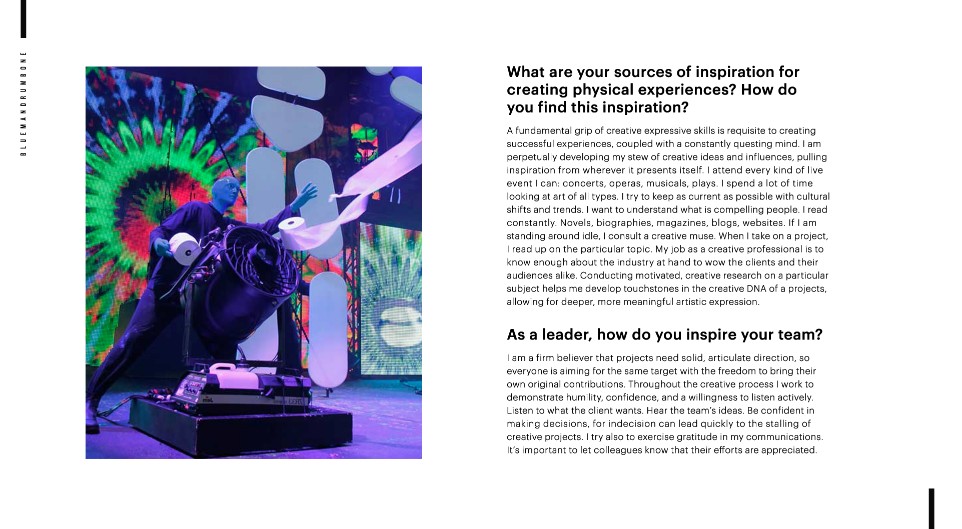 BLUEMANDRUMBONE
What are your sources of inspiration for
creating physical experiences? How do
you find this inspiration?
A fundamental grip of creative expressive skills is requisite to creating
successful experiences, coupled with a constantly questing mind. I am
perpetually developing my stew of creative ideas and influences, pulling
inspiration from wherever it presents itself. I attend every kind of live
event I can: concerts, operas, musicals, plays. I spend a lot of time
looking at art of all types. I try to keep as current as possible with cultural
shifts and trends. I want to understand what is compelling people. I read
constantly. Novels, biographies, magazines, blogs, websites. If I am
standing around idle, I consult a creative muse. When I take on a project,
I read up on the particular topic. My job as a creative professional is to
know enough about the industry at hand to wow the clients and their
audiences alike. Conducting motivated, creative research on a particular
subject helps me develop touchstones in the creative DNA of a projects,
allowing for deeper, more meaningful artistic expression.
As a leader, how do you inspire your team?
I am a firm believer that projects need solid, articulate direction, so
everyone is aiming for the same target with the freedom to bring their
own original contributions. Throughout the creative process I work to
demonstrate humility, confidence, and a willingness to listen actively.
Listen to what the client wants. Hear the team's ideas. Be confident in
making decisions, for indecision can lead quickly to the stalling of
creative projects. I try also to exercise gratitude in my communications.
It's important to let colleagues know that their efforts are appreciated.